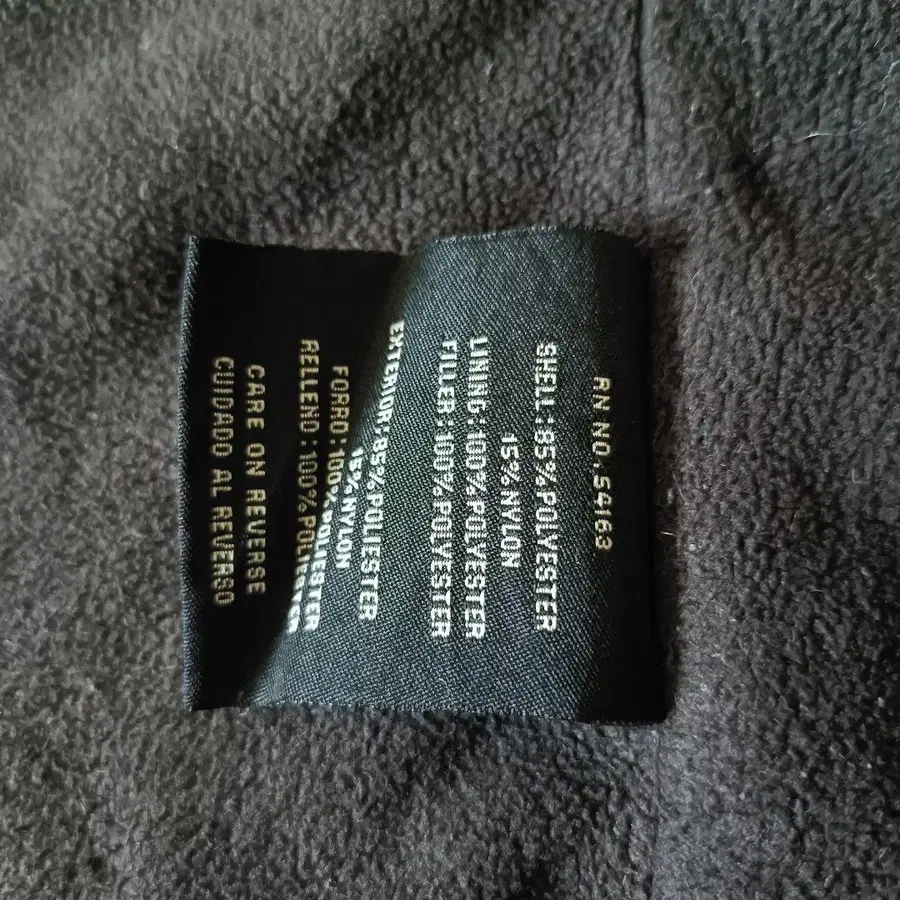 RN NO. 54163
SHELL: 85% POLYESTER
15% NYLON
LINING: 100% POLYESTER
FILLER: 100% POLYESTER
EXTERIOR: 85% POLIESTER
15% NYLON
FORRO: 100% POLIESTER
RELLENO: 100% POLIESTER
CARE ON REVERSE
CUIDADO AL REVERSO